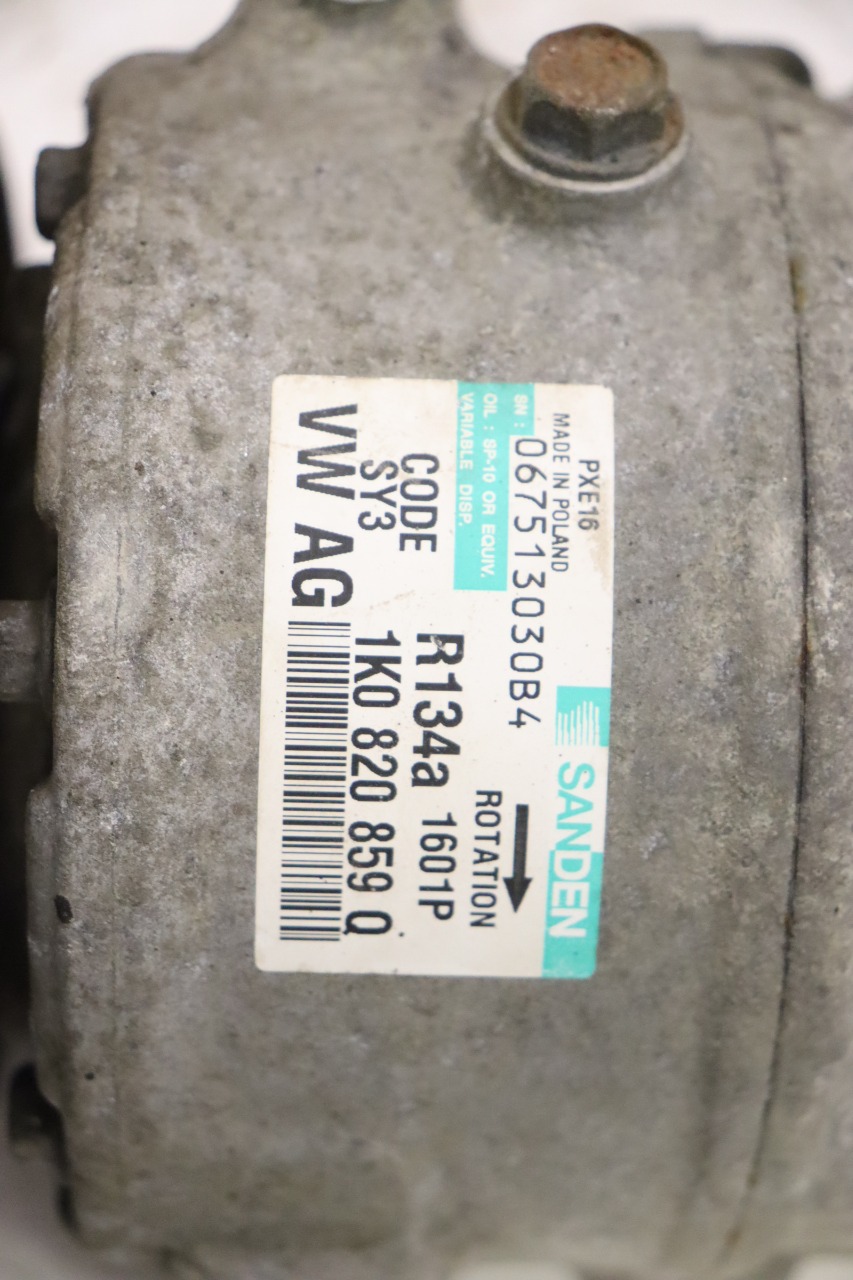 PXE16
MADE IN POLAND
SANDEN
SN : 067513030B4
OIL : SP-10 OR EQUIV.
VARIABLE DISP.
ROTATION
CODE
SY3
R134a 1601P
1K0 820 859 Q
VW AG